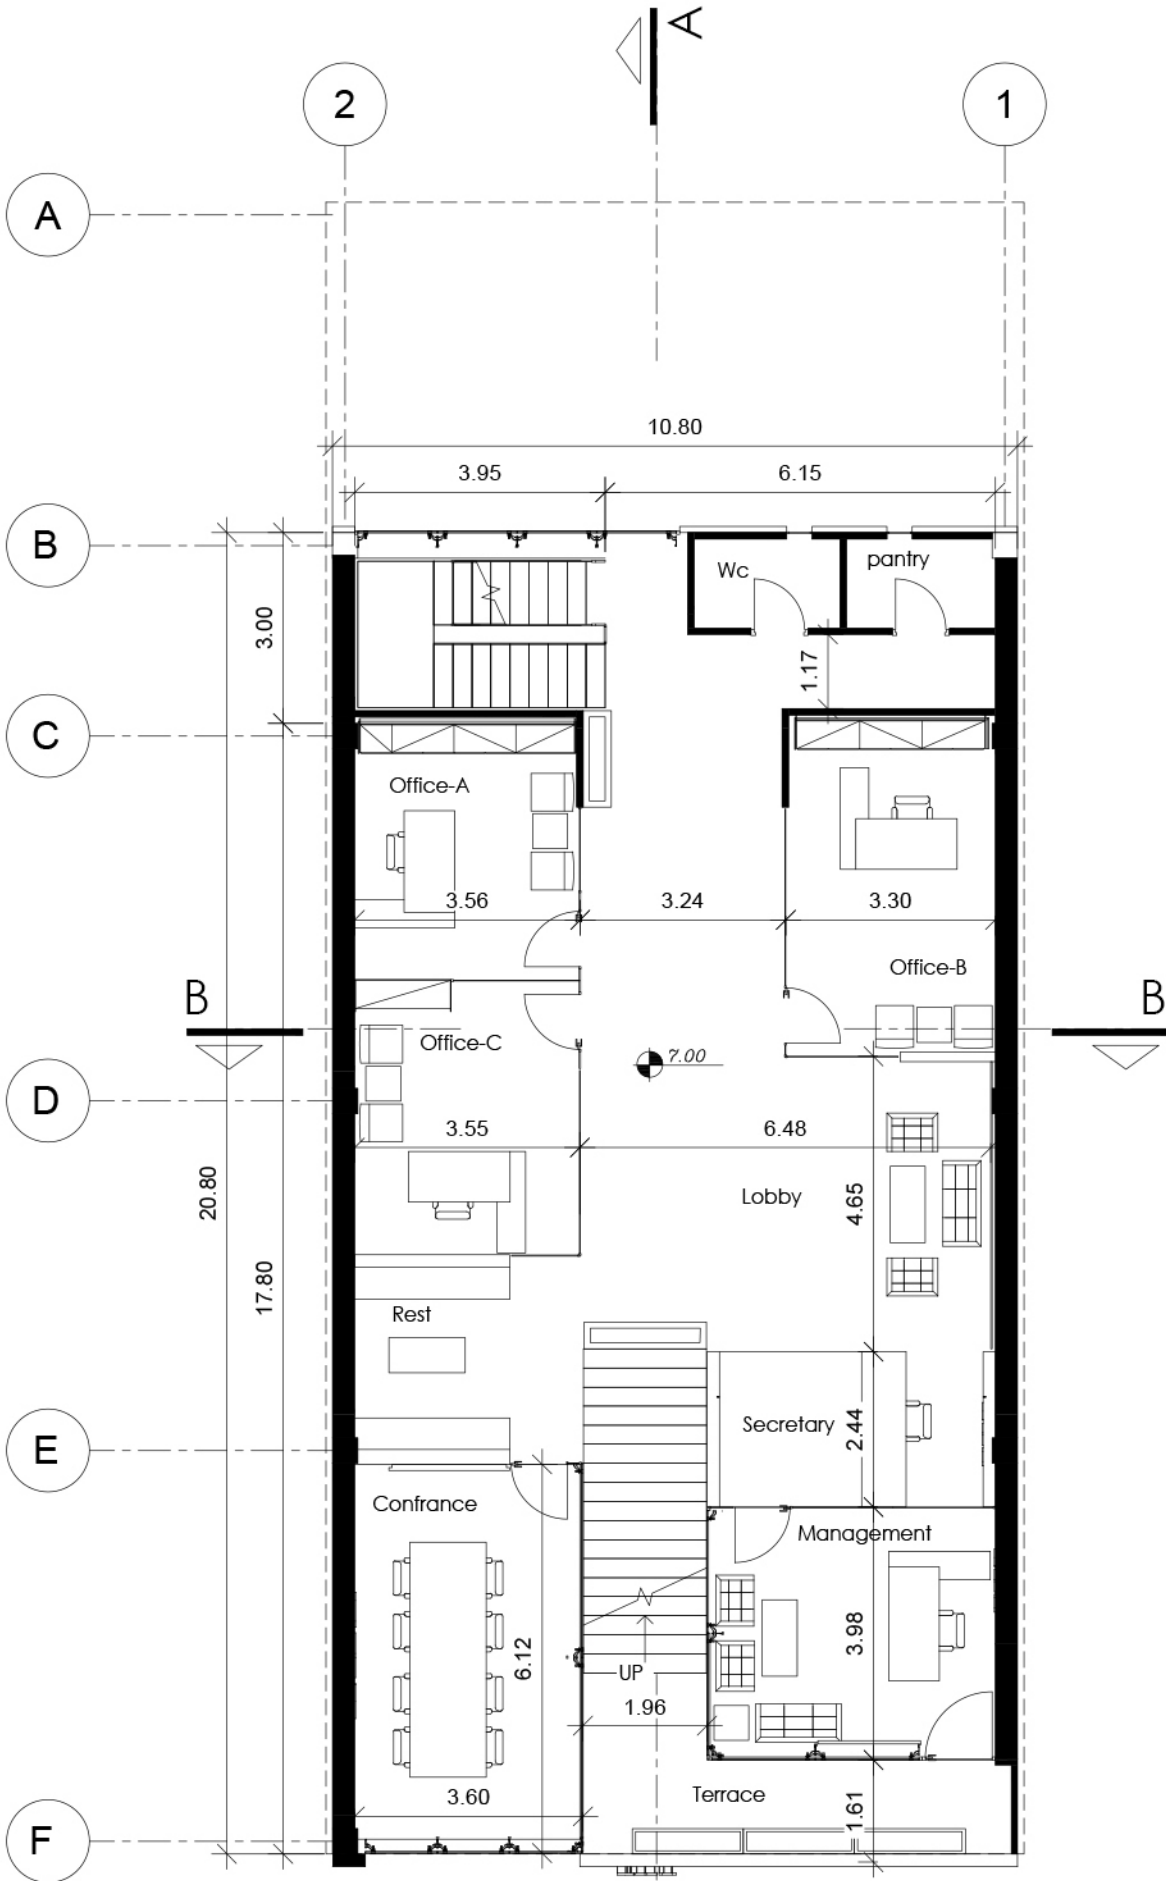 A
2
1
A
10.80
3.95
6.15
B
Wc
pantry
3.00
1.17
C
Office-A
3.56
3.24
3.30
Office-B
B
B
Office-C
7.00
D
3.55
6.48
20.80
Lobby
4.65
17.80
Rest
Secretary
2.44
E
Confrance
Management
6.12
3.98
UP
1.96
3.60
Terrace
1.61
F